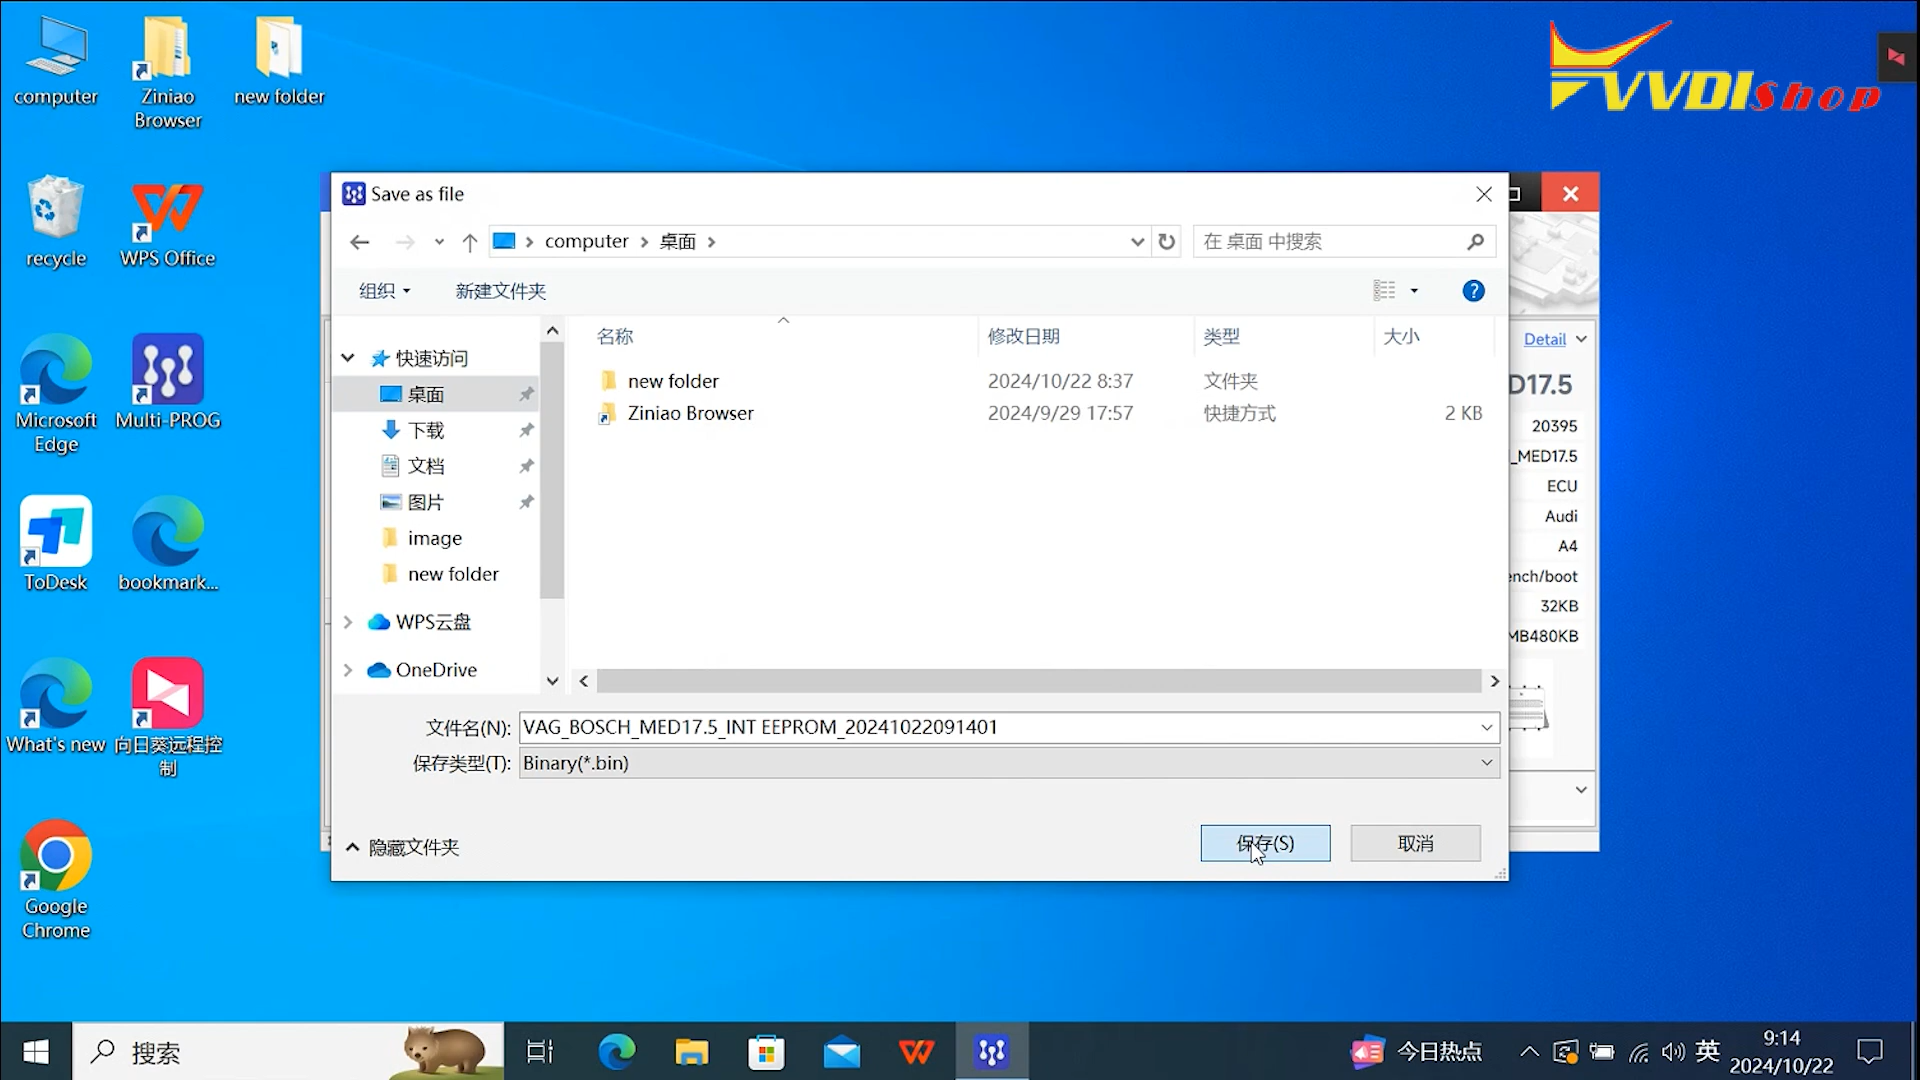 computer
Ziniao
Browser
new folder
VVDIshop
recycle
WPS Office
Microsoft
Edge
Multi-PROG
ToDesk
bookmark...
What's new
向日葵远程控
制
Google
Chrome
Save as file
computer
桌面
在 桌面 中搜索
组织
新建文件夹
名称
修改日期
类型
大小
快速访问
桌面
下载
文档
图片
image
new folder
WPS云盘
OneDrive
new folder
2024/10/22 8:37
文件夹
Ziniao Browser
2024/9/29 17:57
快捷方式
2 KB
文件名(N):
VAG_BOSCH_MED17.5_INT EEPROM_20241022091401
保存类型(T):
Binary(*.bin)
隐藏文件夹
保存(S)
取消
Detail
D17.5
20395
_MED17.5
ECU
Audi
A4
ench/boot
32KB
MB480KB
搜索
今日热点
英
9:14
2024/10/22